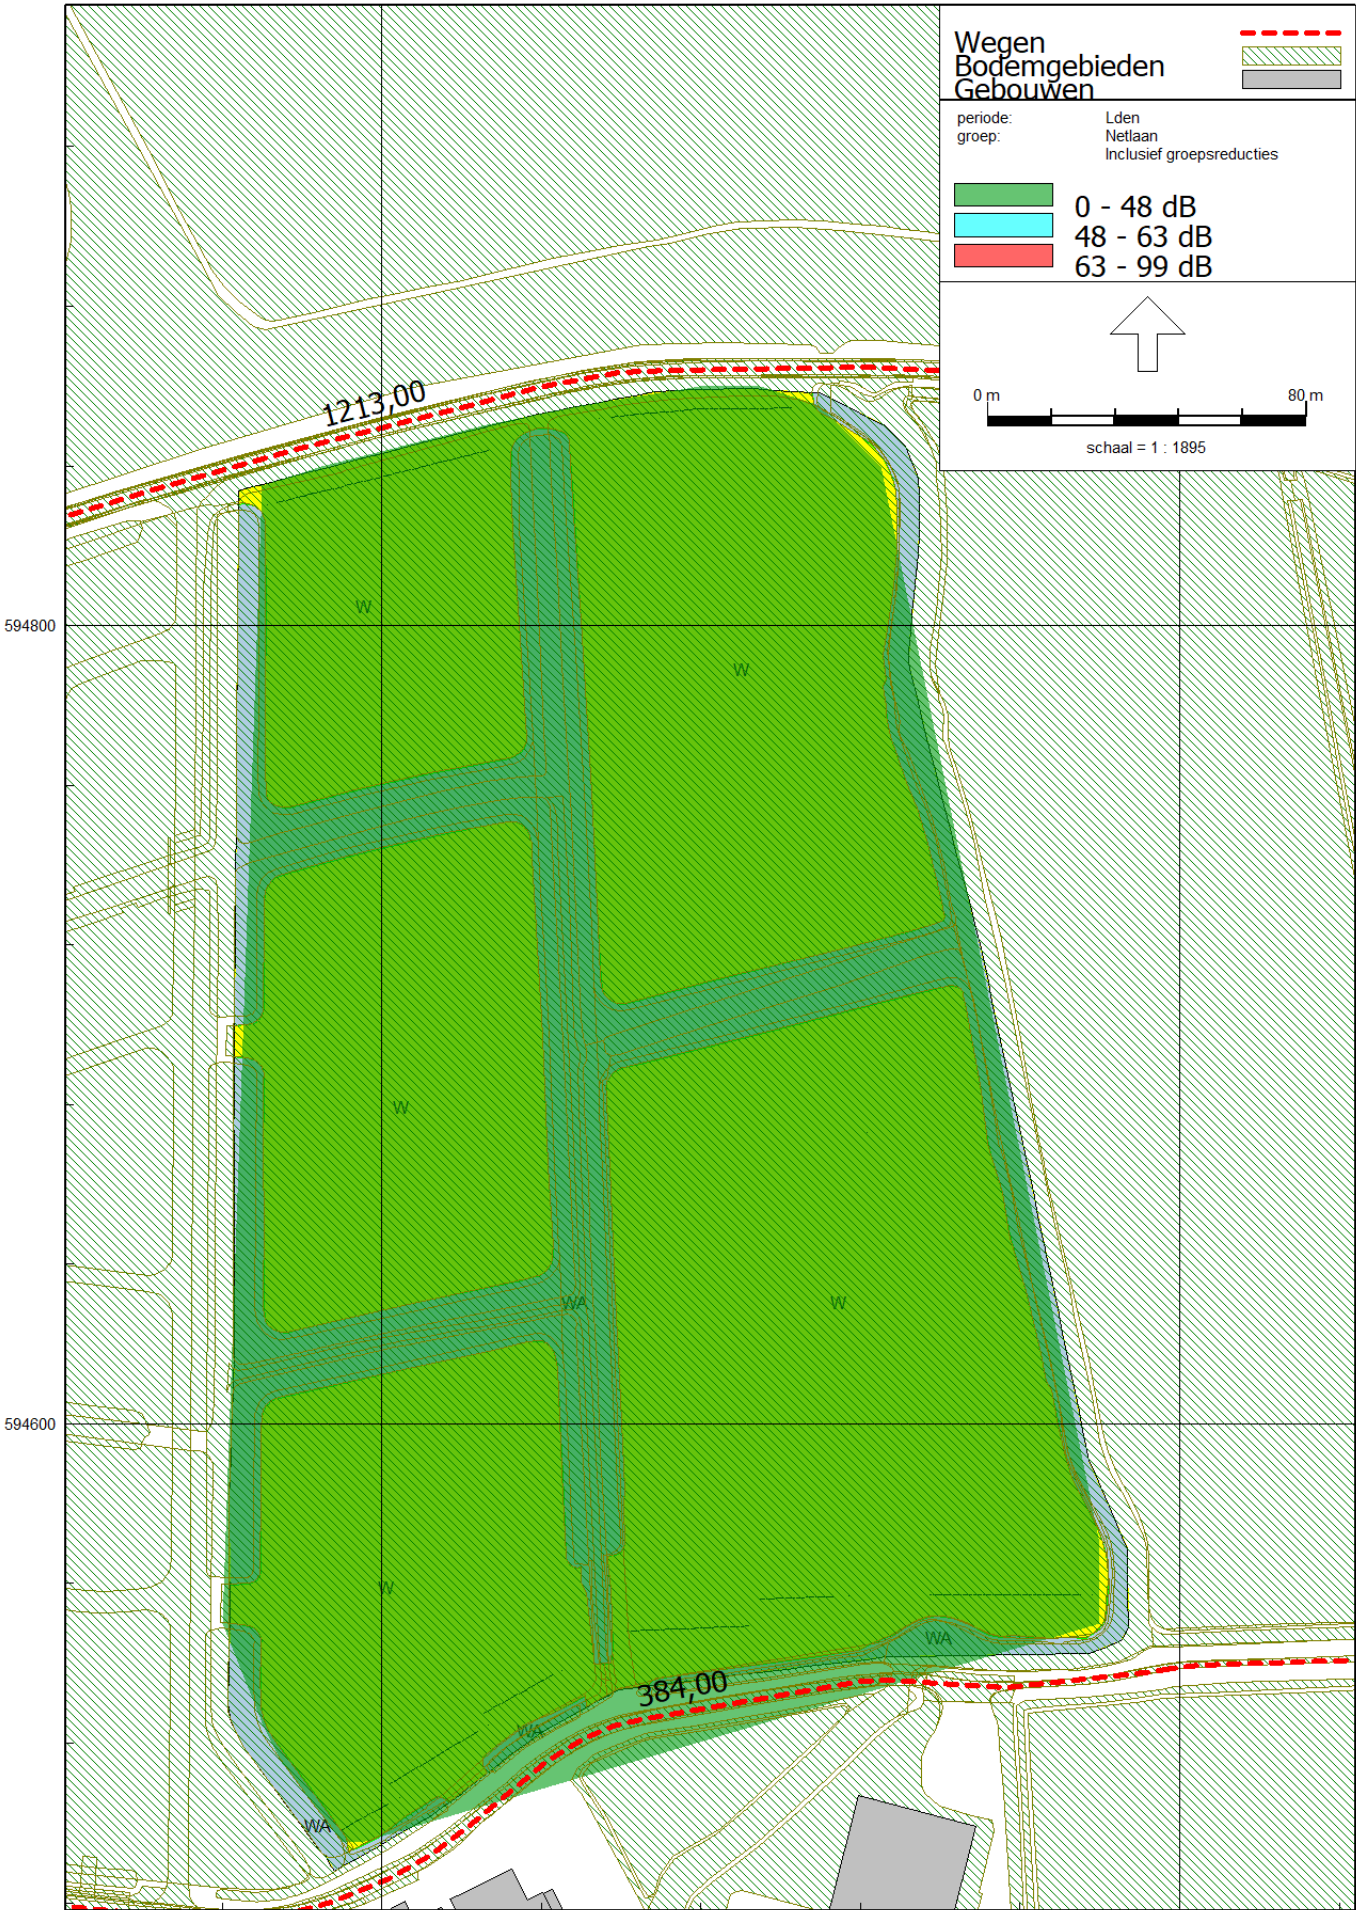 Wegen
Bodemgebieden
Gebouwen
periode: Lden
groep: Netlaan
Inclusief groepsreducties
0 - 48 dB
48 - 63 dB
63 - 99 dB
0 m 80 m
schaal = 1 : 1895
1213,00
W
594800
W
W
WA
W
594600
W
WA
384,00
WA
WA